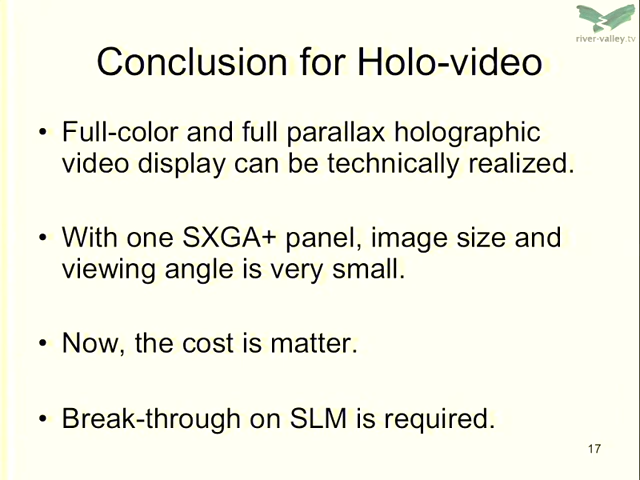 river-valley.tv
Conclusion for Holo-video
• Full-color and full parallax holographic
video display can be technically realized.
• With one SXGA+ panel, image size and
viewing angle is very small.
• Now, the cost is matter.
• Break-through on SLM is required.
17